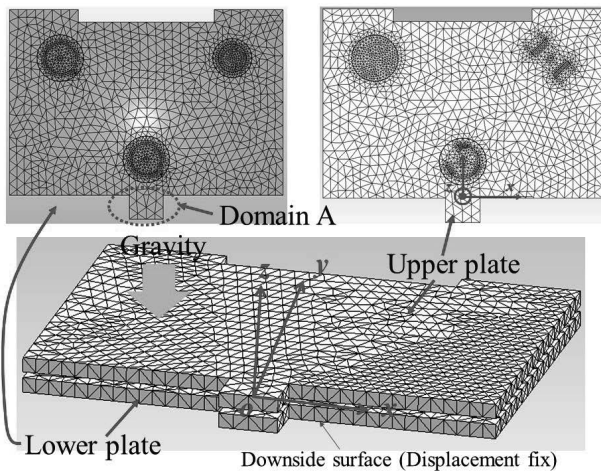 x
Domain A
Gravity
z
y
Upper plate
x
Lower plate
Downside surface (Displacement fix)